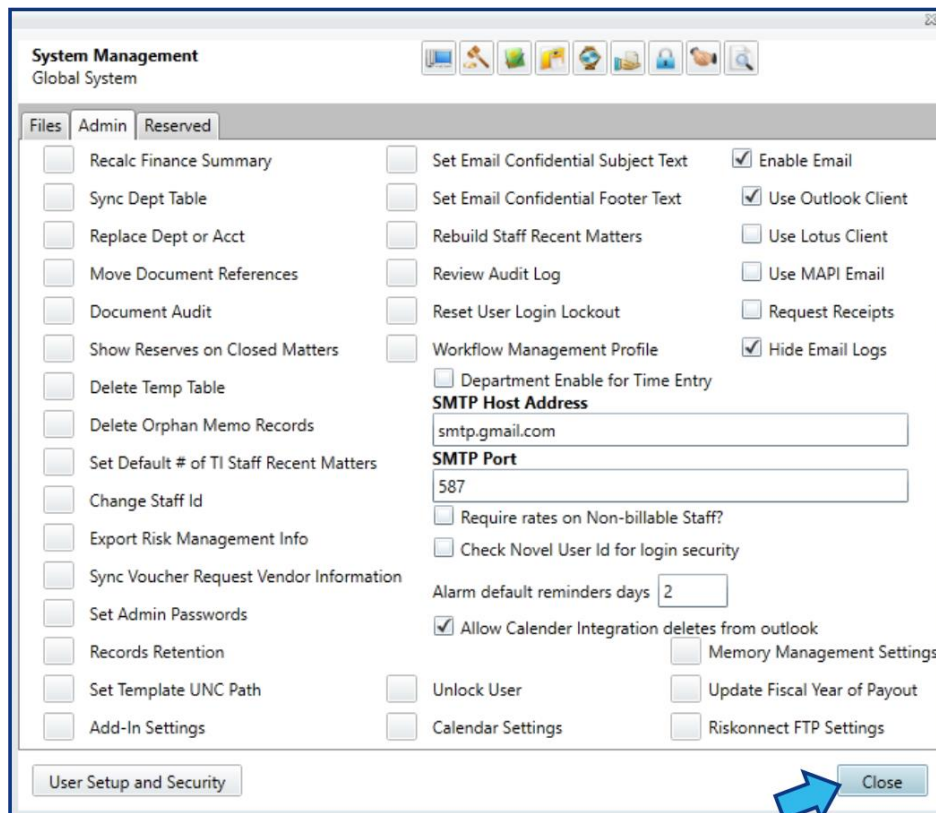 System Management
Global System
Files Admin Reserved
Recalc Finance Summary
Sync Dept Table
Replace Dept or Acct
Move Document References
Document Audit
Show Reserves on Closed Matters
Delete Temp Table
Delete Orphan Memo Records
Set Default # of TI Staff Recent Matters
Change Staff Id
Export Risk Management Info
Sync Voucher Request Vendor Information
Set Admin Passwords
Records Retention
Set Template UNC Path
Add-In Settings
Set Email Confidential Subject Text
Set Email Confidential Footer Text
Rebuild Staff Recent Matters
Review Audit Log
Reset User Login Lockout
Workflow Management Profile
Department Enable for Time Entry
Enable Email
Use Outlook Client
Use Lotus Client
Use MAPI Email
Request Receipts
Hide Email Logs
SMTP Host Address
smtp.gmail.com
SMTP Port
587
Require rates on Non-billable Staff?
Check Novel User Id for login security
Alarm default reminders days 2
Allow Calender Integration deletes from outlook
Unlock User
Calendar Settings
Memory Management Settings
Update Fiscal Year of Payout
Riskonnect FTP Settings
User Setup and Security
Close